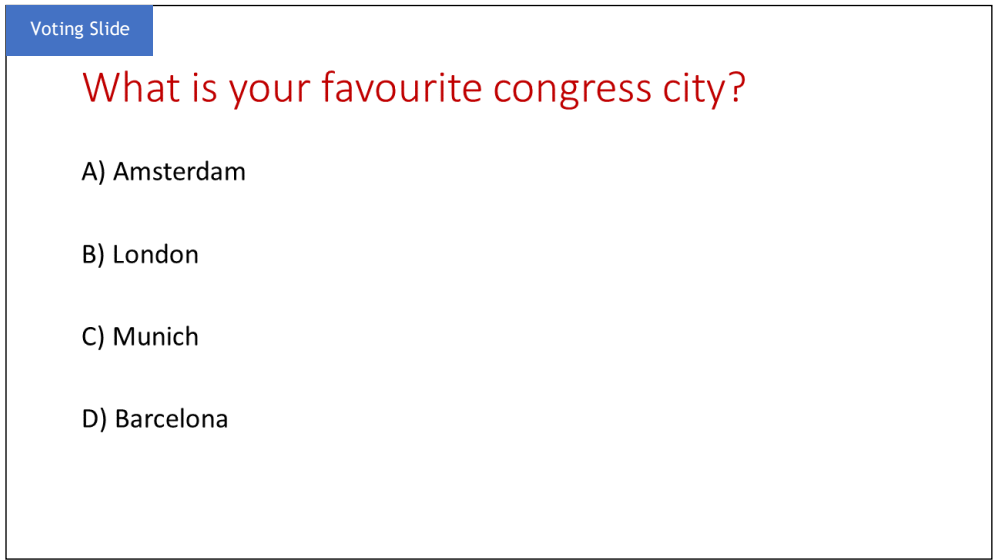 Voting Slide
What is your favourite congress city?
A) Amsterdam
B) London
C) Munich
D) Barcelona